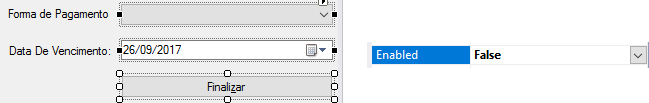 Forma de Pagamento
Data De Vencimento: 26/09/2017
Finalizar
Enabled False